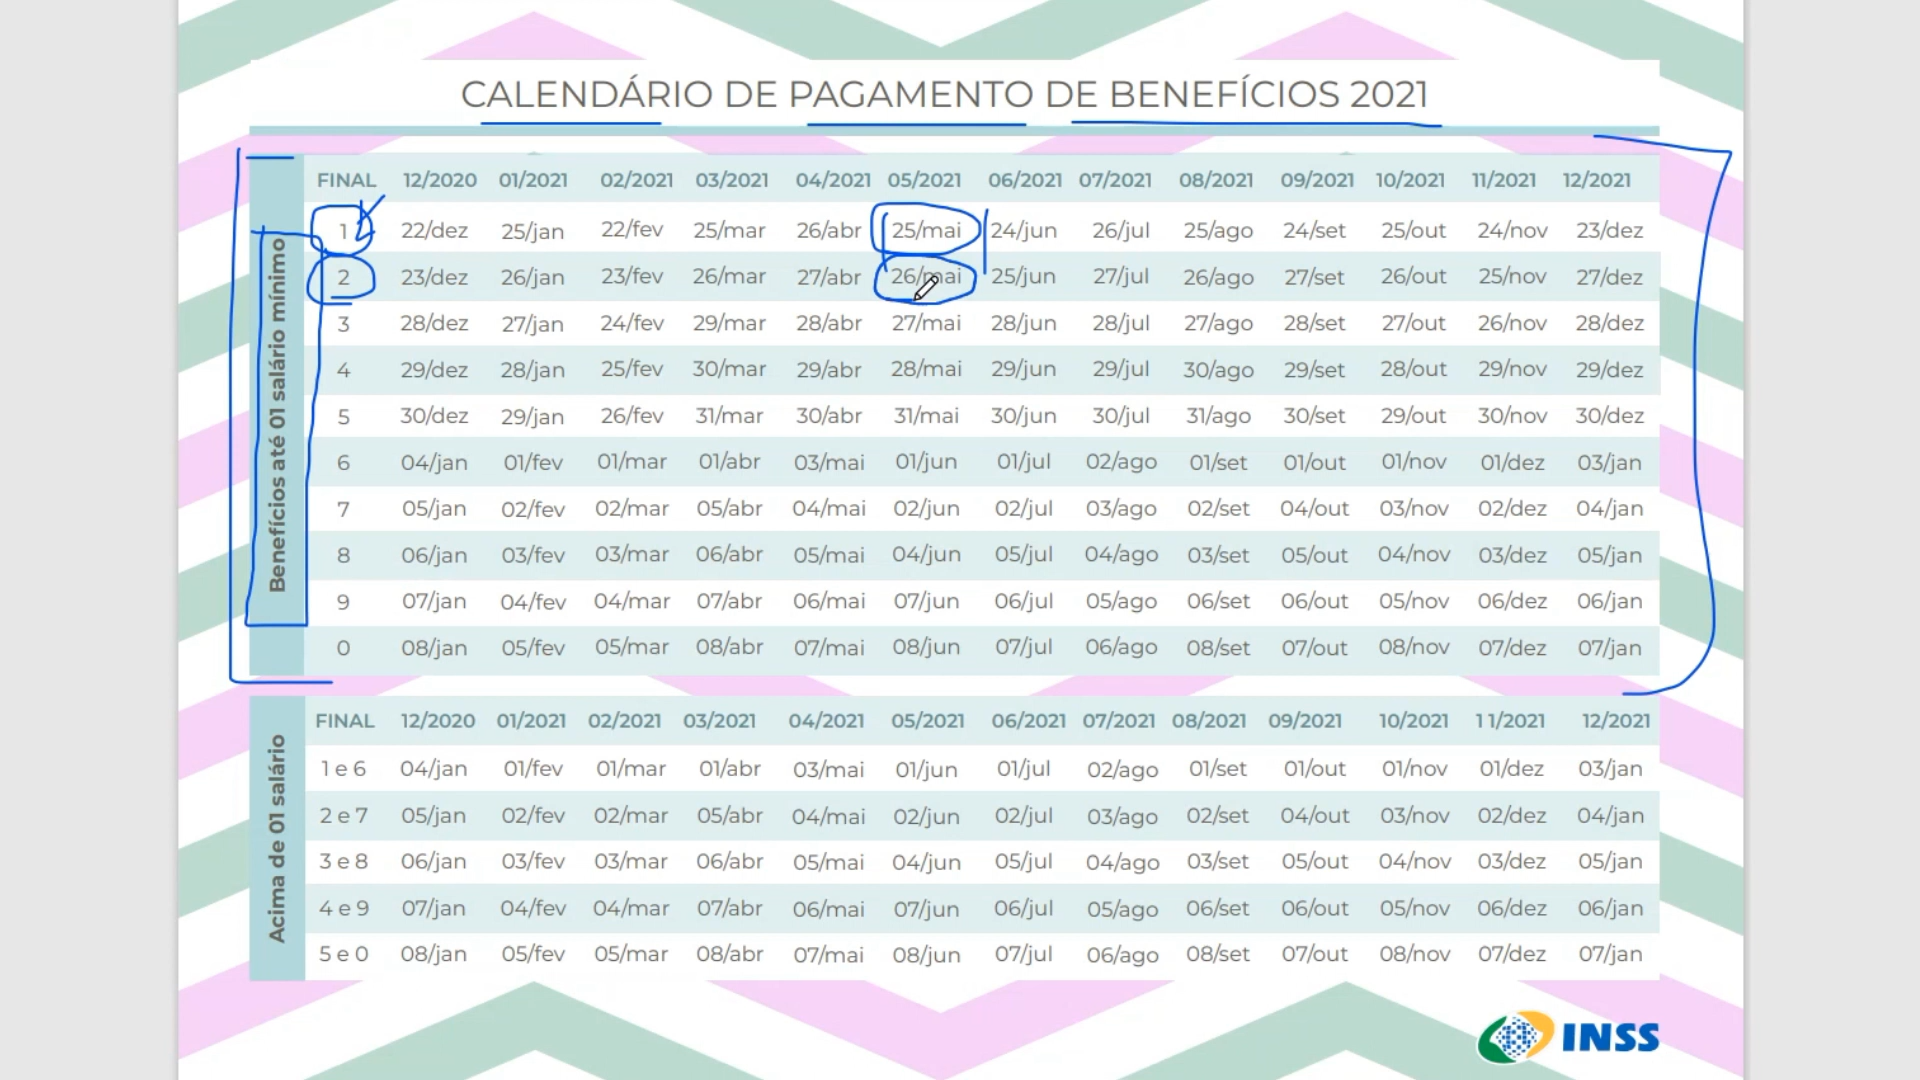 CALENDÁRIO DE PAGAMENTO DE BENEFÍCIOS 2021
Benefícios até 01 salário mínimo
FINAL 12/2020 01/2021 02/2021 03/2021 04/2021 05/2021 06/2021 07/2021 08/2021 09/2021 10/2021 11/2021 12/2021
1 22/dez 25/jan 22/fev 25/mar 26/abr 25/mai 24/jun 26/jul 25/ago 24/set 25/out 24/nov 23/dez
2 23/dez 26/jan 23/fev 26/mar 27/abr 26/mai 25/jun 27/jul 26/ago 27/set 26/out 25/nov 27/dez
3 28/dez 27/jan 24/fev 29/mar 28/abr 27/mai 28/jun 28/jul 27/ago 28/set 27/out 26/nov 28/dez
4 29/dez 28/jan 25/fev 30/mar 29/abr 28/mai 29/jun 29/jul 30/ago 29/set 28/out 29/nov 29/dez
5 30/dez 29/jan 26/fev 31/mar 30/abr 31/mai 30/jun 30/jul 31/ago 30/set 29/out 30/nov 30/dez
6 04/jan 01/fev 01/mar 01/abr 03/mai 01/jun 01/jul 02/ago 01/set 01/out 01/nov 01/dez 03/jan
7 05/jan 02/fev 02/mar 05/abr 04/mai 02/jun 02/jul 03/ago 02/set 04/out 03/nov 02/dez 04/jan
8 06/jan 03/fev 03/mar 06/abr 05/mai 04/jun 05/jul 04/ago 03/set 05/out 04/nov 03/dez 05/jan
9 07/jan 04/fev 04/mar 07/abr 06/mai 07/jun 06/jul 05/ago 06/set 06/out 05/nov 06/dez 06/jan
0 08/jan 05/fev 05/mar 08/abr 07/mai 08/jun 07/jul 06/ago 08/set 07/out 08/nov 07/dez 07/jan
Acima de 01 salário
FINAL 12/2020 01/2021 02/2021 03/2021 04/2021 05/2021 06/2021 07/2021 08/2021 09/2021 10/2021 11/2021 12/2021
1 e 6 04/jan 01/fev 01/mar 01/abr 03/mai 01/jun 01/jul 02/ago 01/set 01/out 01/nov 01/dez 03/jan
2 e 7 05/jan 02/fev 02/mar 05/abr 04/mai 02/jun 02/jul 03/ago 02/set 04/out 03/nov 02/dez 04/jan
3 e 8 06/jan 03/fev 03/mar 06/abr 05/mai 04/jun 05/jul 04/ago 03/set 05/out 04/nov 03/dez 05/jan
4 e 9 07/jan 04/fev 04/mar 07/abr 06/mai 07/jun 06/jul 05/ago 06/set 06/out 05/nov 06/dez 06/jan
5 e 0 08/jan 05/fev 05/mar 08/abr 07/mai 08/jun 07/jul 06/ago 08/set 07/out 08/nov 07/dez 07/jan
INSS